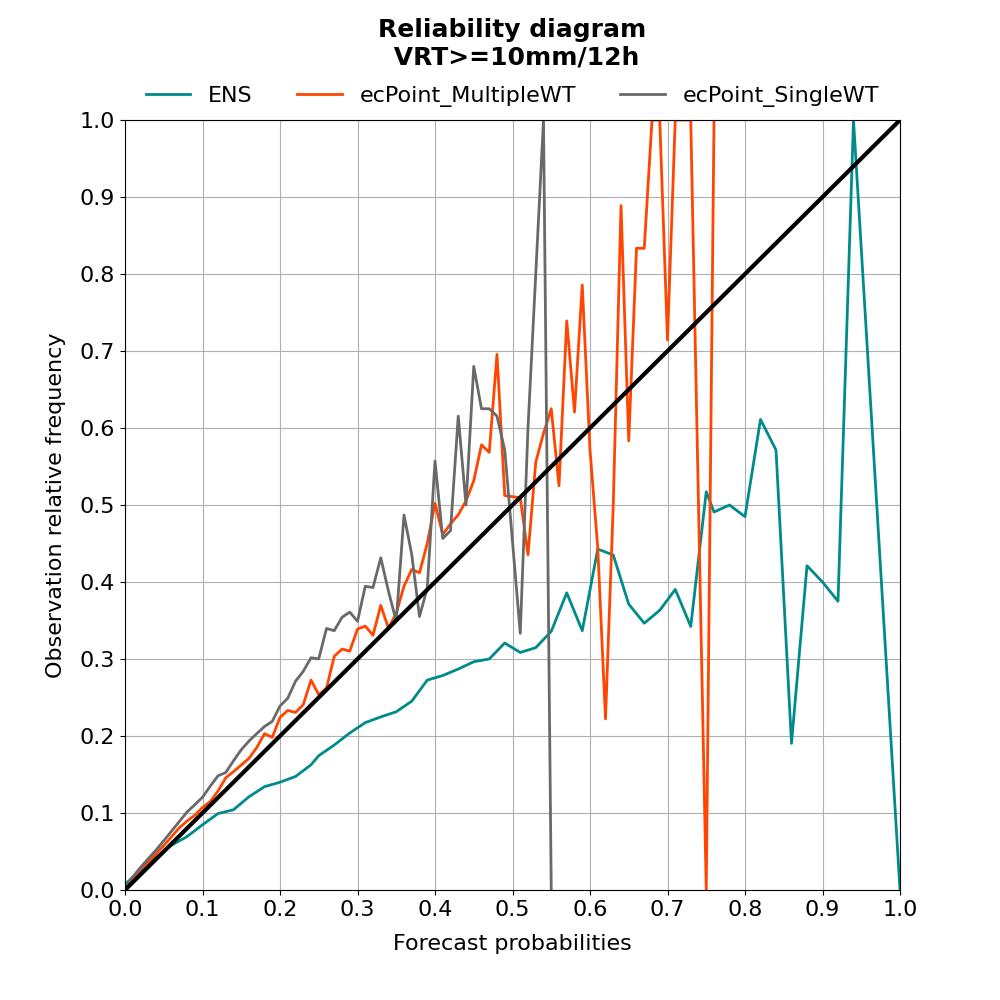 Reliability diagram
VRT>=10mm/12h
ENS ecPoint_MultipleWT ecPoint_SingleWT
1.0
0.9
0.8
0.7
0.6
0.5
0.4
0.3
0.2
0.1
0.0
Observation relative frequency
0.0 0.1 0.2 0.3 0.4 0.5 0.6 0.7 0.8 0.9 1.0
Forecast probabilities